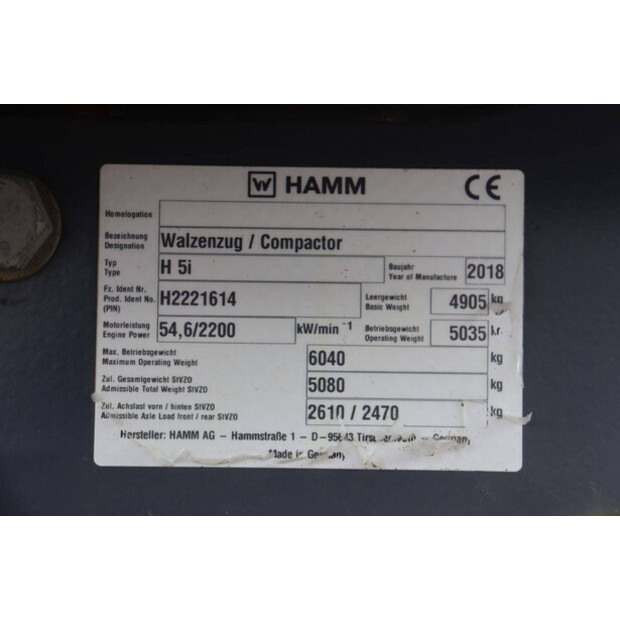 HAMM CE
Homologation
Bezeichnung
Designation Walzenzug / Compactor
Typ
Type H 5i Baujahr
Year of Manufacture 2018
Fz. Ident Nr.
Prod. Ident No.
(PIN) H2221614 Leergewicht
Basic Weight 4905 kg
Motorleistung
Engine Power 54,6/2200 kW/min⁻¹ Betriebsgewicht
Operating Weight 5035
Max. Betriebsgewicht
Maximum Operating Weight 6040 kg
Zul. Gesamtgewicht StVZO
Admissible Total Weight StVZO 5080 kg
Zul. Achslast vorn / hinten StVZO
Admissible Axle Load front / rear StVZO 2610 / 2470 kg
Hersteller: HAMM AG – Hammstraße 1 – D – – Germany
Made in Germany